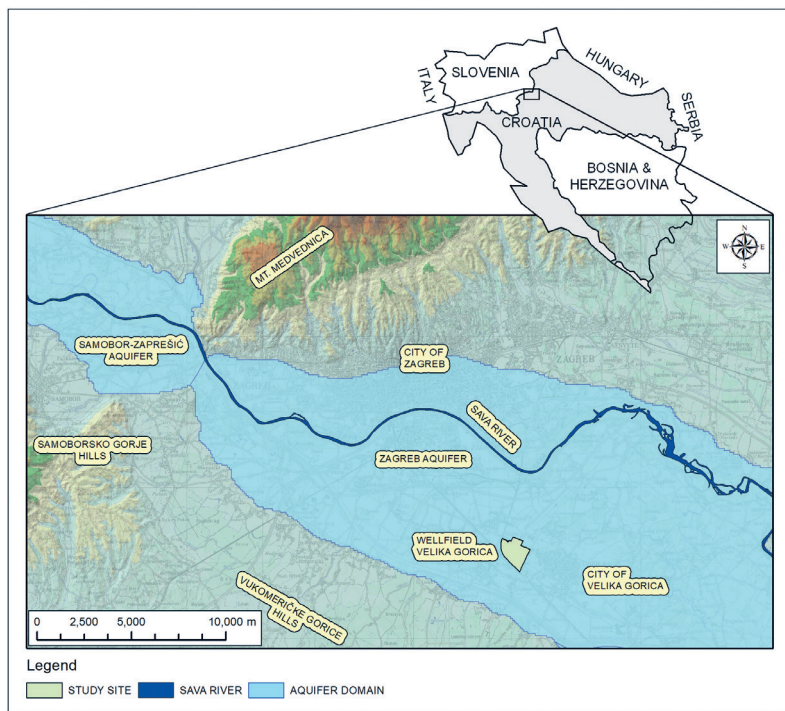 HUNGARY
SLOVENIA
ITALY
SERBIA
CROATIA
BOSNIA &
HERZEGOVINA
MT. MEDVEDNICA
N
W E
S
SAMOBOR-ZAPREŠIĆ
AQUIFER
CITY OF
ZAGREB
ZAGREB
SAVA RIVER
SAMOBORSKO GORJE
HILLS
ZAGREB AQUIFER
WELLFIELD
VELIKA GORICA
CITY OF
VELIKA GORICA
VUKOMERIČKE GORICE
HILLS
0 2,500 5,000 10,000 m
Legend
STUDY SITE SAVA RIVER AQUIFER DOMAIN